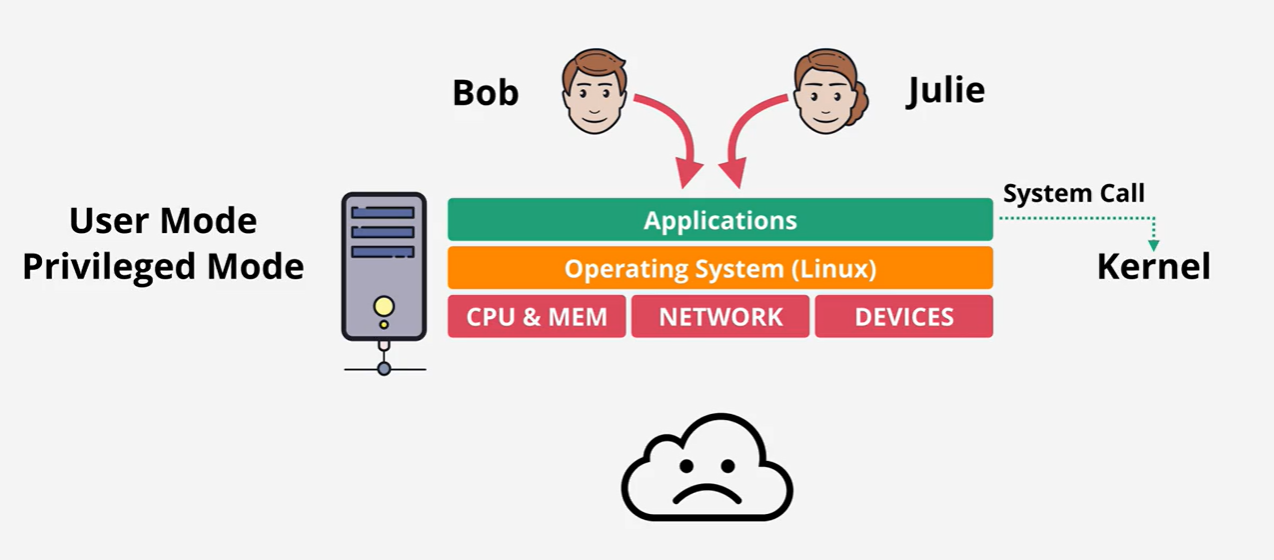 Bob
Julie
User Mode
Privileged Mode
Applications
System Call
Operating System (Linux)
Kernel
CPU & MEM
NETWORK
DEVICES